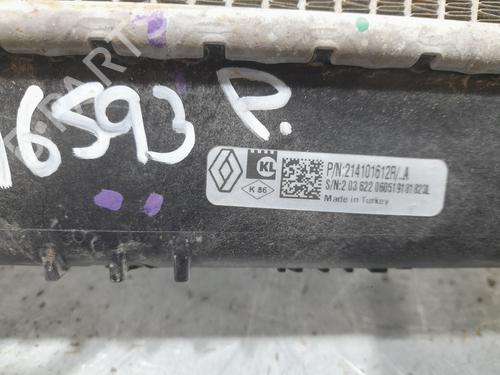 16593 P.
KL
K 86
P/N:214101612R/.A
S/N:2 03 622 060519181823L
Made in Turkey